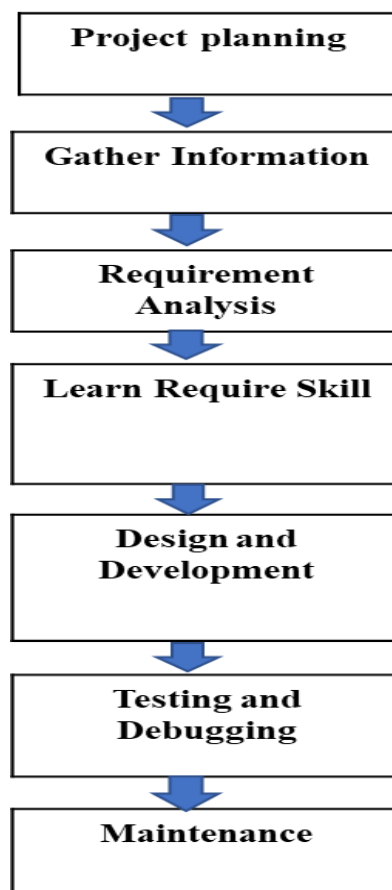 Project planning
Gather Information
Requirement
Analysis
Learn Require Skill
Design and
Development
Testing and
Debugging
Maintenance